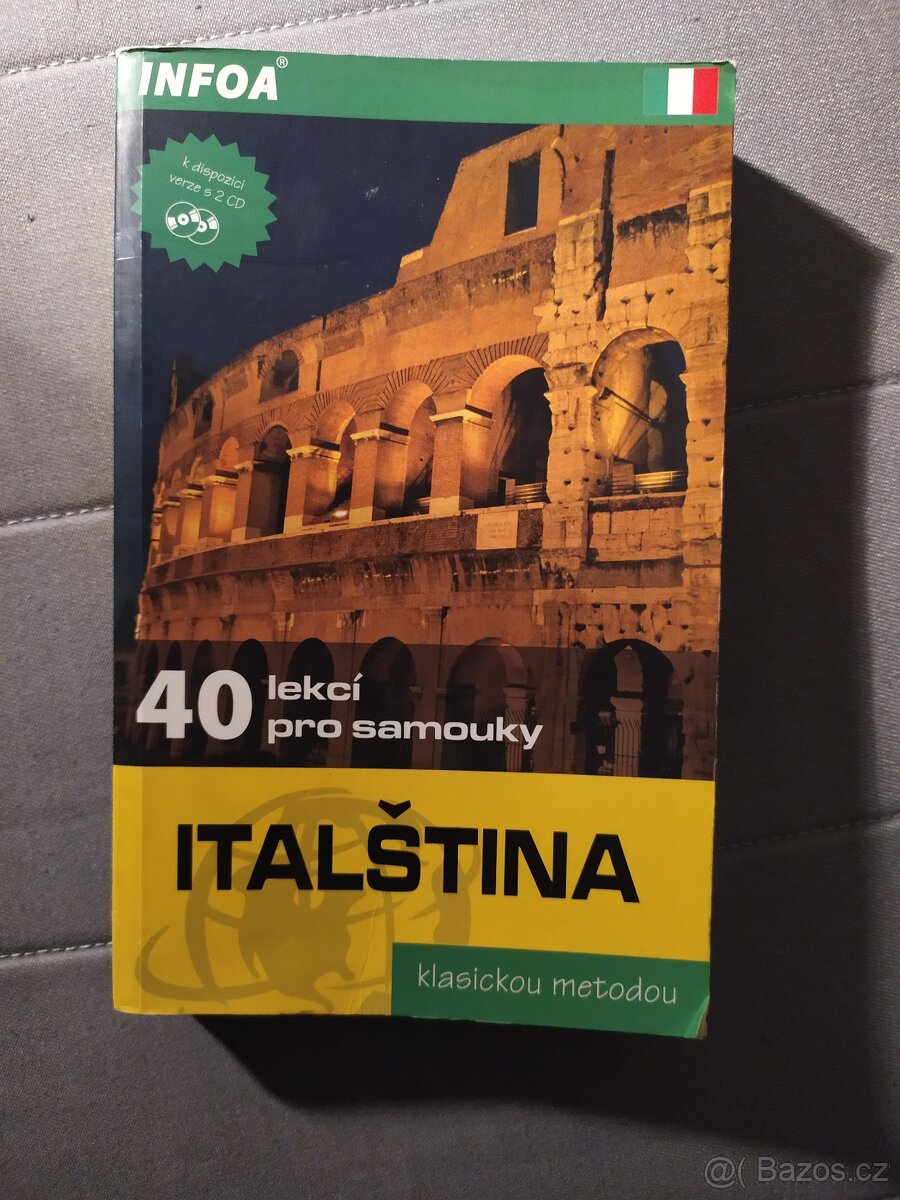 INFOA®
k dispozici
verze s 2 CD
40 lekcí
pro samouky
ITALŠTINA
klasickou metodou
@( Bazos.cz